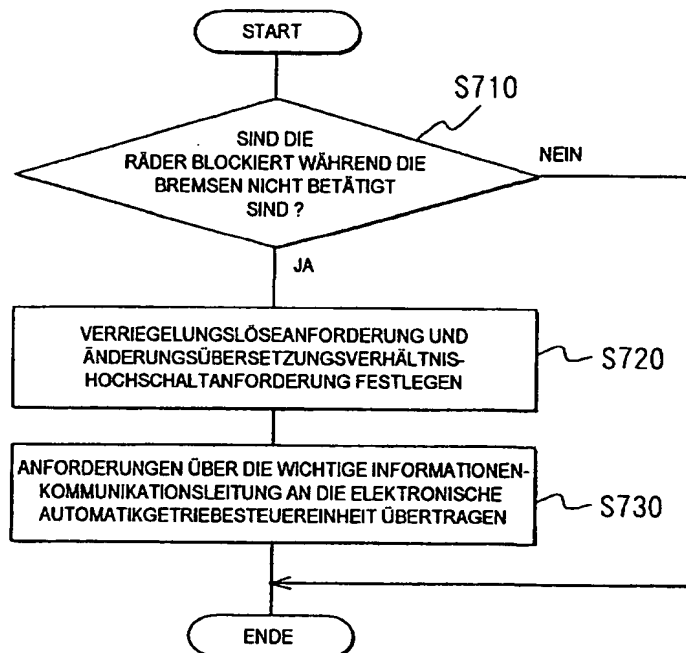 START
S710
SIND DIE
RÄDER BLOCKIERT WÄHREND DIE
BREMSEN NICHT BETÄTIGT
SIND ?
NEIN
JA
VERRIEGELUNGSLÖSEANFORDERUNG UND
ÄNDERUNGSÜBERSETZUNGSVERHÄLTNIS-
HOCHSCHALTANFORDERUNG FESTLEGEN
S720
ANFORDERUNGEN ÜBER DIE WICHTIGE INFORMATIONEN-
KOMMUNIKATIONSLEITUNG AN DIE ELEKTRONISCHE
AUTOMATIKGETRIEBESTEUEREINHEIT ÜBERTRAGEN
S730
ENDE